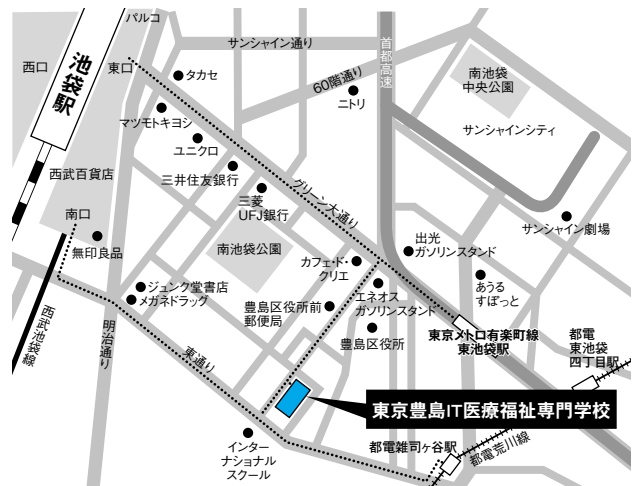 パルコ
西口
池袋駅
東口
サンシャイン通り
首都高速
タカセ
60階通り
ニトリ
南池袋
中央公園
マツモトキヨシ
サンシャインシティ
ユニクロ
三井住友銀行
西武百貨店
三菱
UFJ銀行
グリーン大通り
南口
無印良品
南池袋公園
カフェ・ド・
クリエ
出光
ガソリンスタンド
サンシャイン劇場
あうる
すぽっと
ジュンク堂書店
メガネドラッグ
豊島区役所前
郵便局
エネオス
ガソリンスタンド
豊島区役所
東京メトロ有楽町線
東池袋駅
都電
東池袋
四丁目駅
西武池袋線
明治通り
東通り
東京豊島IT医療福祉専門学校
インター
ナショナル
スクール
都電雑司ヶ谷駅
都電荒川線